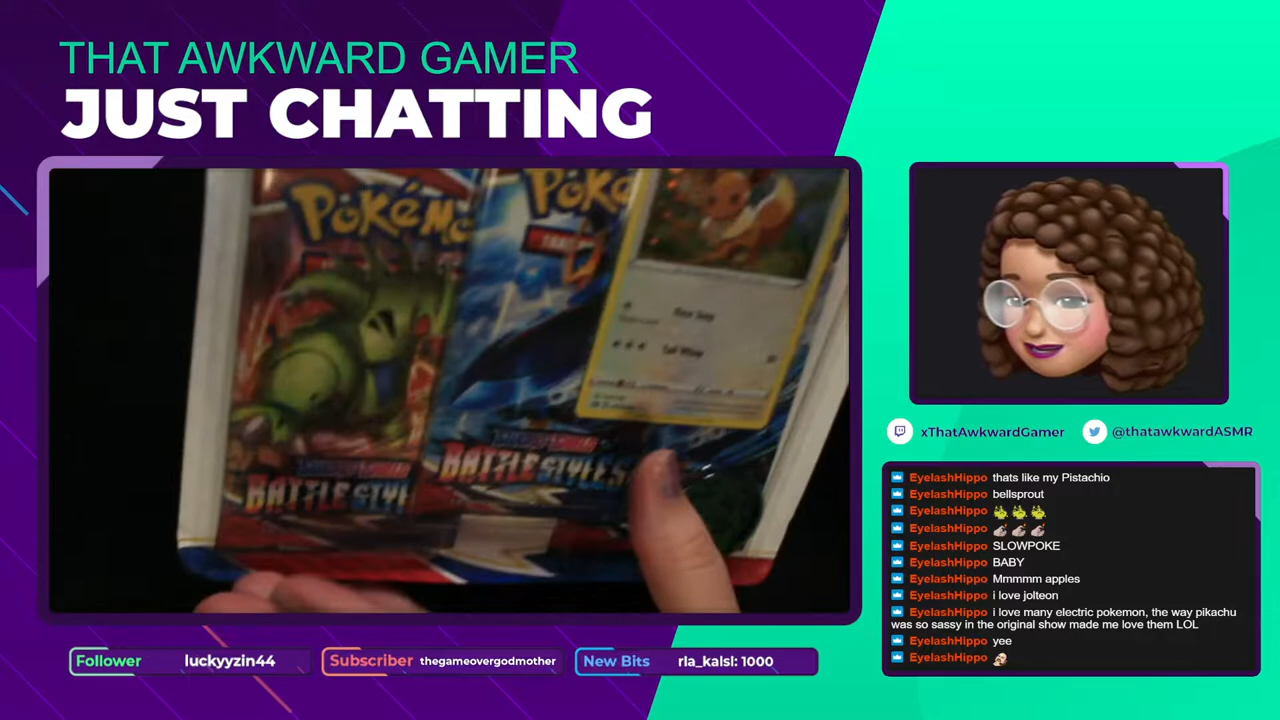 THAT AWKWARD GAMER
JUST CHATTING
Pokémo
Poké
Tail Whip
BATTLE STYL
BATTLE STYLES
xThatAwkwardGamer
@thatawkwardASMR
EyelashHippo thats like my Pistachio
EyelashHippo bellsprout
EyelashHippo
EyelashHippo
EyelashHippo SLOWPOKE
EyelashHippo BABY
EyelashHippo Mmmmm apples
EyelashHippo i love jolteon
EyelashHippo i love many electric pokemon, the way pikachu
was so sassy in the original show made me love them LOL
EyelashHippo yee
EyelashHippo
Follower luckyyzin44
Subscriber thegameovergodmother
New Bits rla_kalsl: 1000